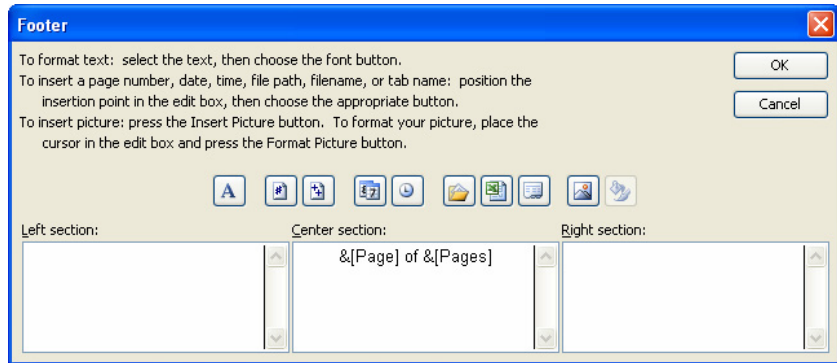 Footer
To format text: select the text, then choose the font button.
To insert a page number, date, time, file path, filename, or tab name: position the
insertion point in the edit box, then choose the appropriate button.
To insert picture: press the Insert Picture button. To format your picture, place the
cursor in the edit box and press the Format Picture button.
OK
Cancel
A
Left section:
Center section:
Right section:
&[Page] of &[Pages]